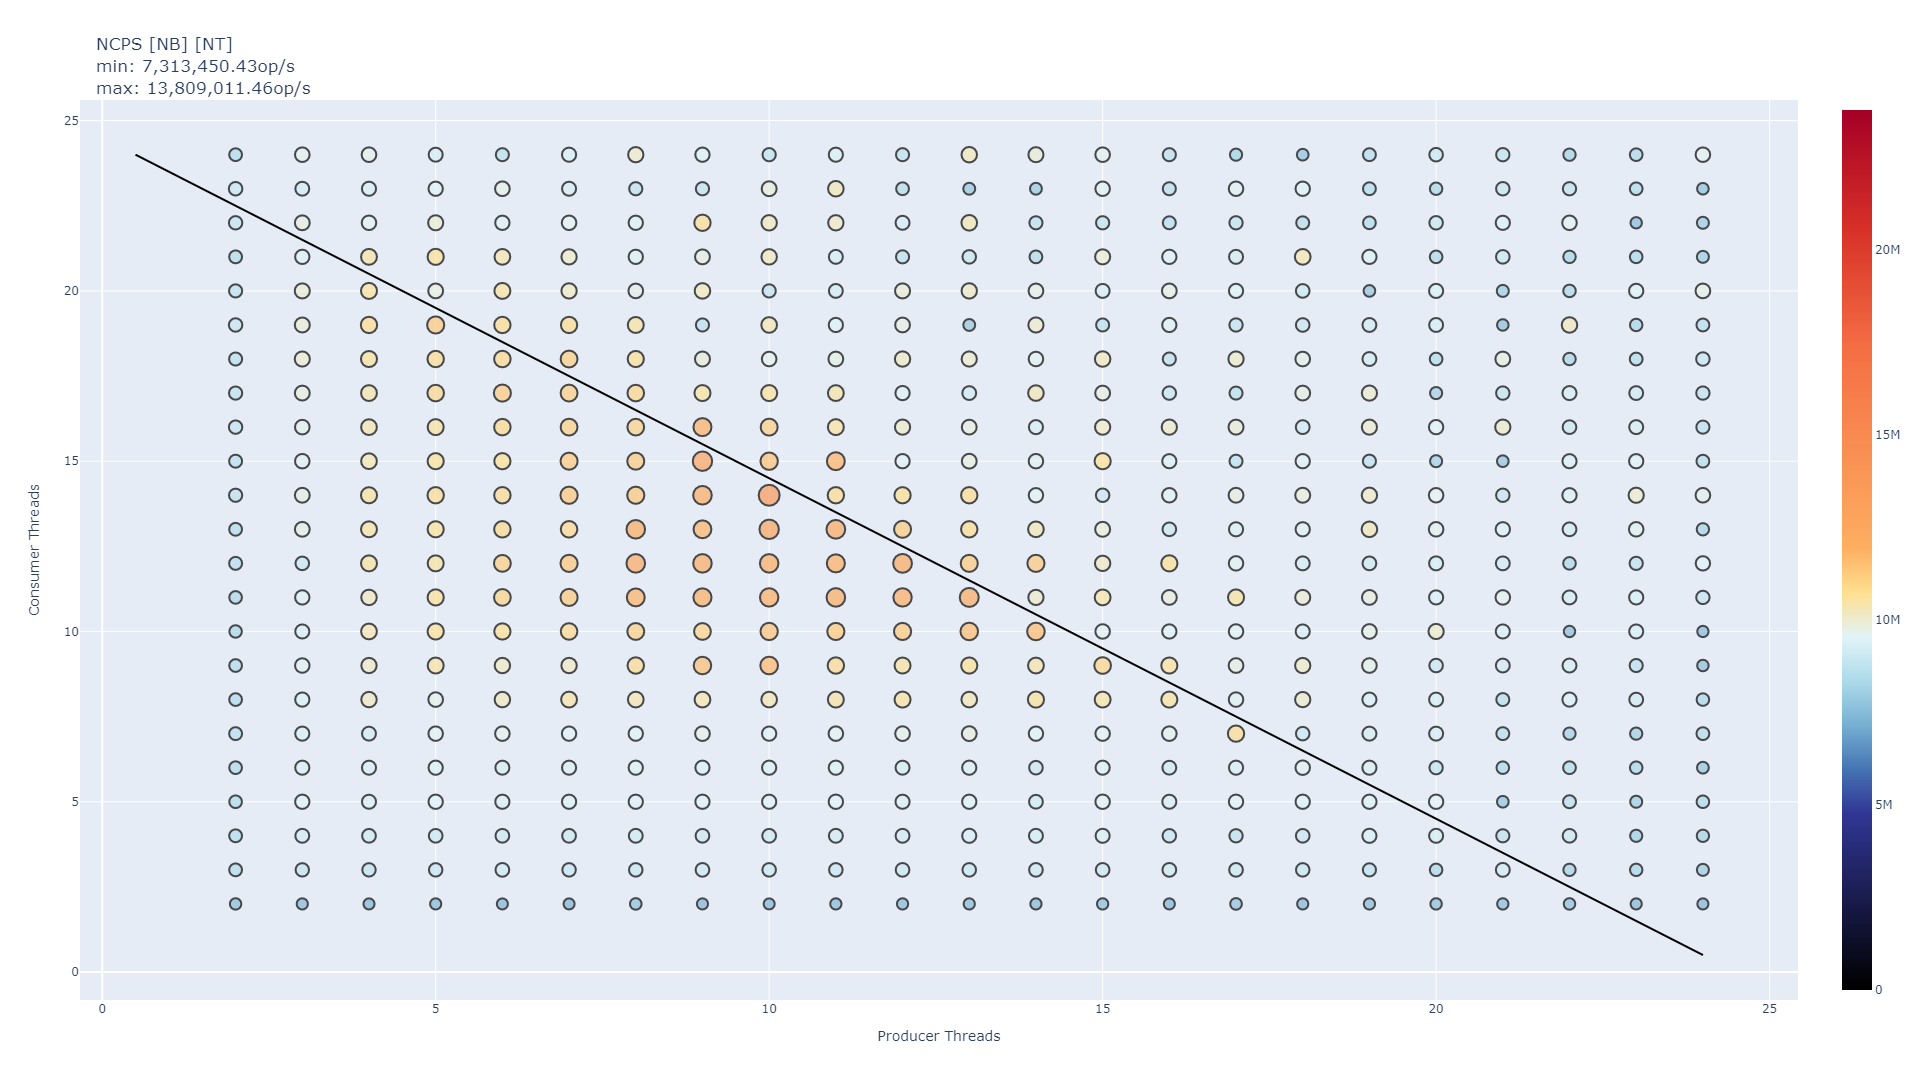 NCPS [NB] [NT]
min: 7,313,450.43op/s
max: 13,809,011.46op/s
25
20
15
10
5
0
Consumer Threads
0
5
10
15
20
25
Producer Threads
20M
15M
10M
5M
0